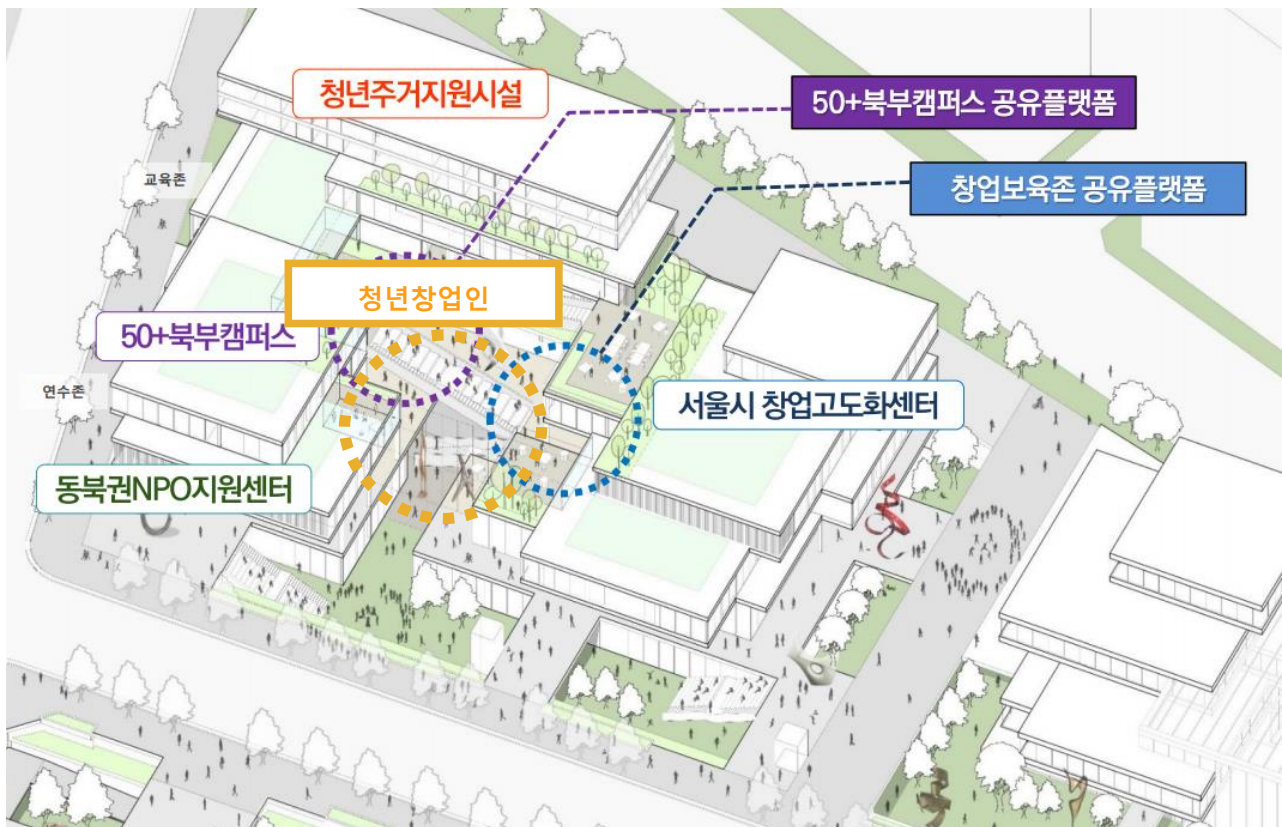 청년주거지원시설
50+북부캠퍼스 공유플랫폼
교육존
창업보육존 공유플랫폼
청년창업인
50+북부캠퍼스
연수존
서울시 창업고도화센터
동북권NPO지원센터